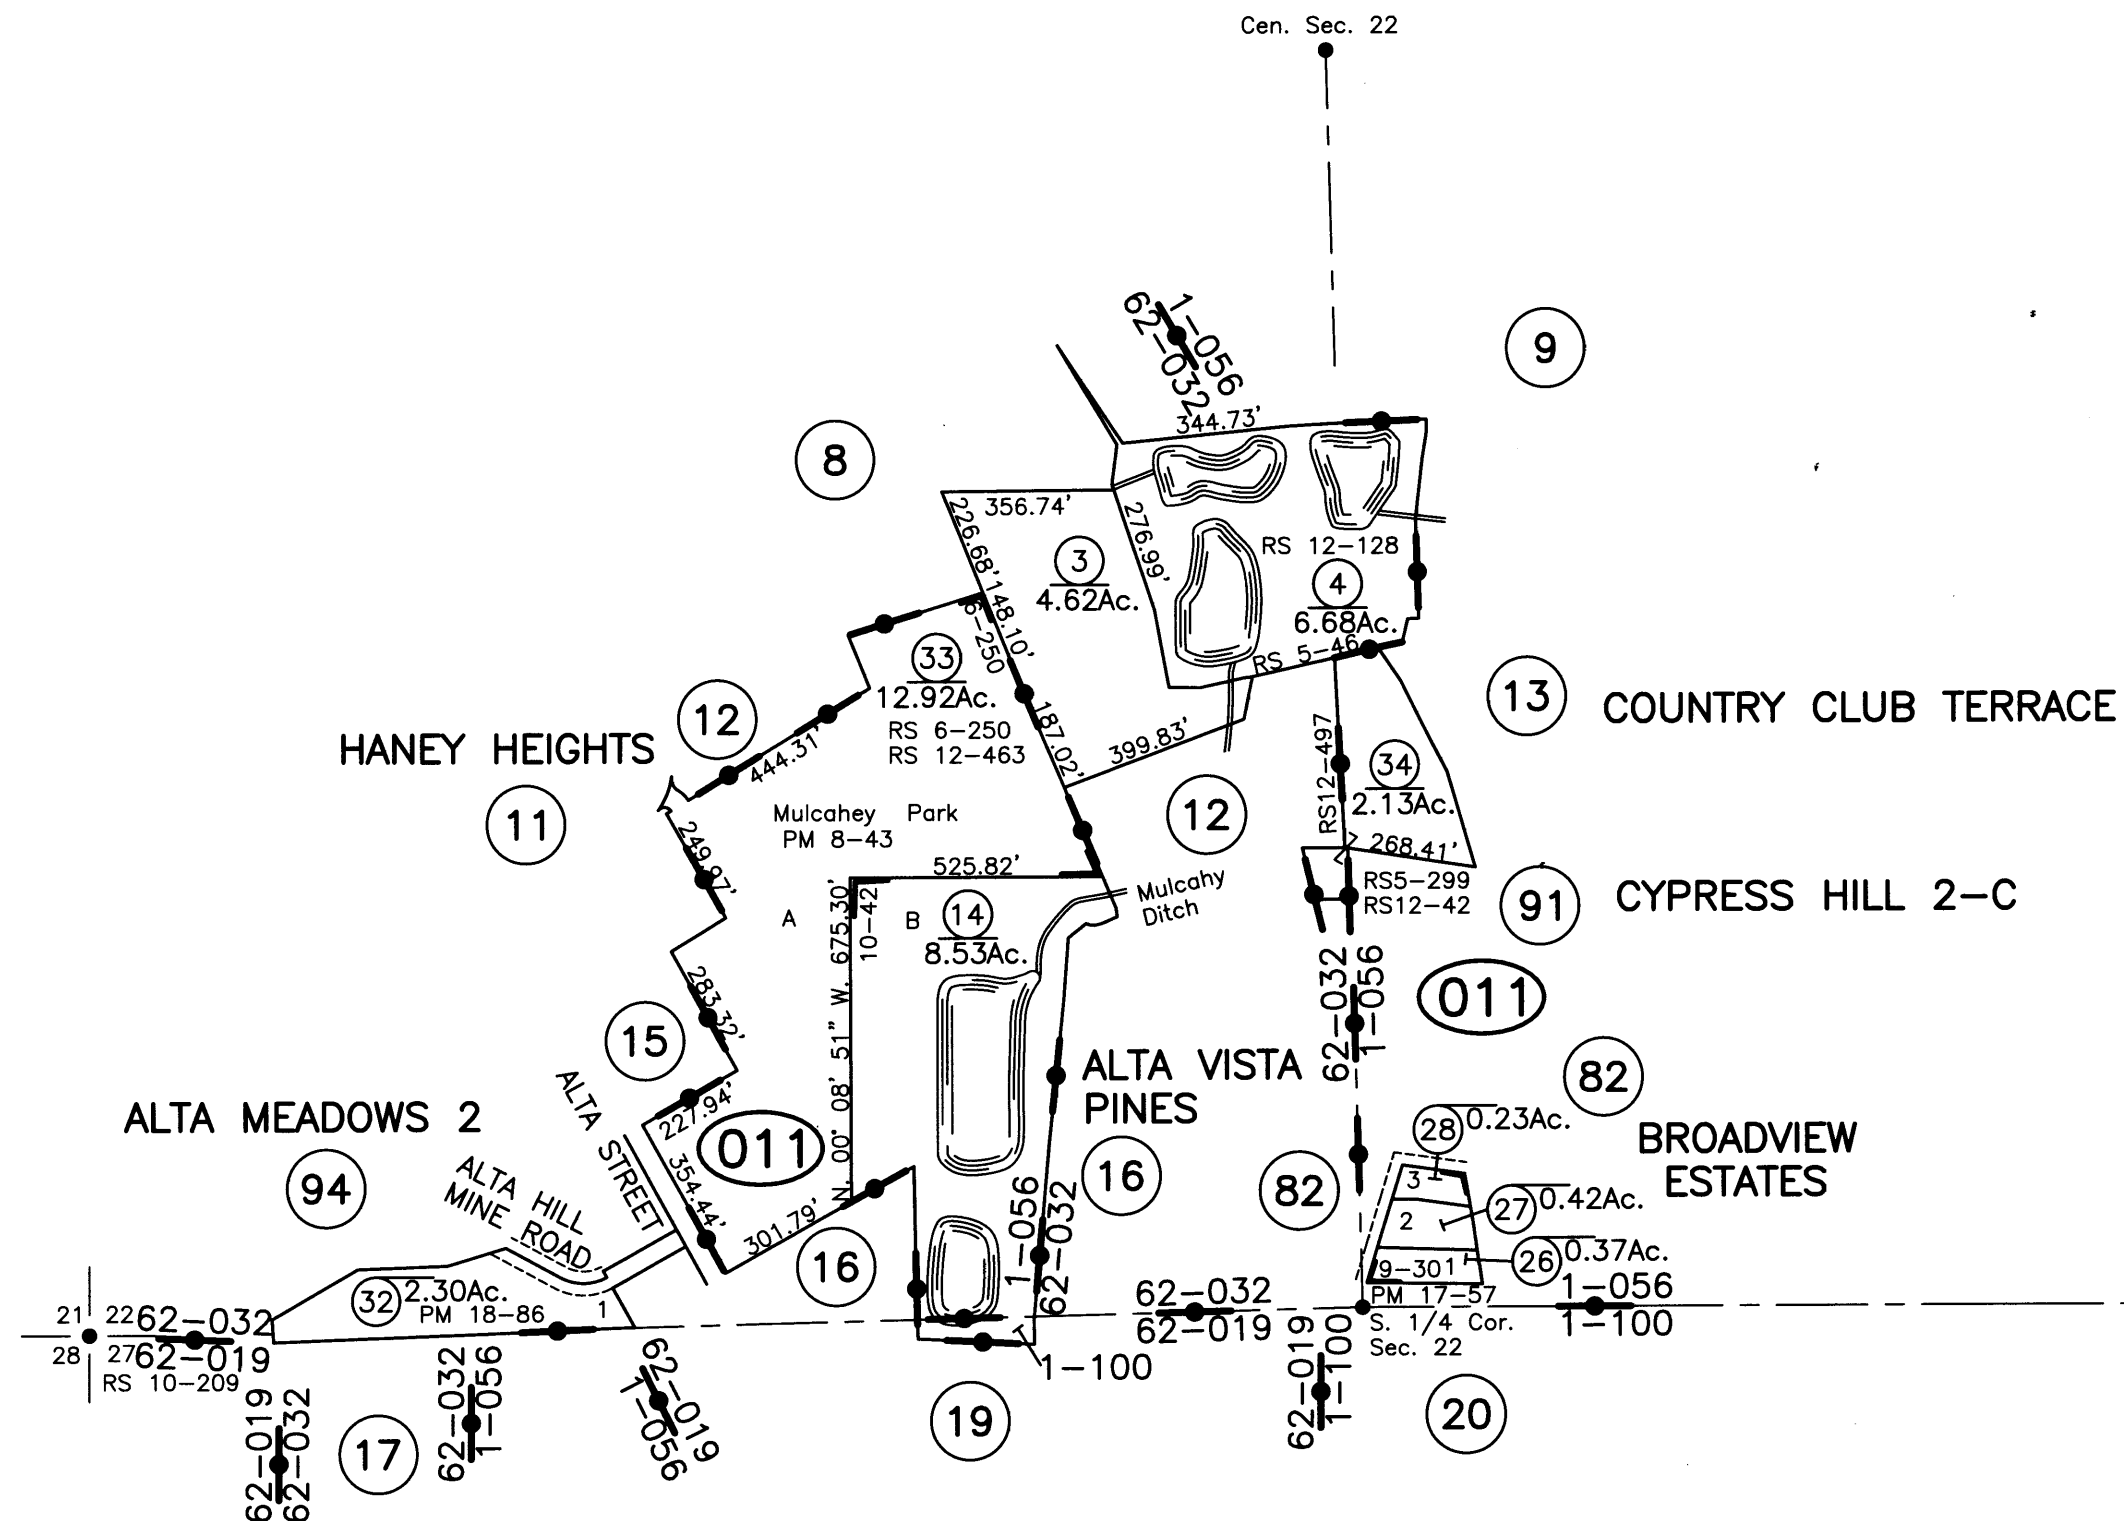 Cen. Sec. 22
1-056
62-032
9
344.73'
8
356.74'
226.68'
276.99'
RS 12-128
3
4.62Ac.
4
6.68Ac.
148.10'
6-250
RS 5-46
33
12.92Ac.
RS 6-250
RS 12-463
187.02'
399.83'
12
HANEY HEIGHTS
11
444.31'
249.97'
Mulcahey Park
PM 8-43
12
RS12-497
34
2.13Ac.
268.41'
13
COUNTRY CLUB TERRACE
525.82'
A
N. 00° 08' 51" W. 675.30'
10-42
B
14
8.53Ac.
Mulcahy
Ditch
RS5-299
RS12-42
91
CYPRESS HILL 2-C
62-032
1-056
011
283.32'
15
227.94'
ALTA STREET
354.44'
011
301.79'
16
ALTA VISTA
PINES
16
1-056
62-032
ALTA MEADOWS 2
94
ALTA HILL
MINE ROAD
32
2.30Ac.
PM 18-86
1
82
82
BROADVIEW
ESTATES
28
0.23Ac.
3
27
0.42Ac.
2
26
0.37Ac.
9-30
1
PM 17-57
S. 1/4 Cor.
Sec. 22
21
22
28
27
62-032
62-019
RS 10-209
62-019
62-032
17
62-032
1-056
62-019
1-056
1-100
19
62-032
62-019
62-019
1-100
20
1-056
1-100